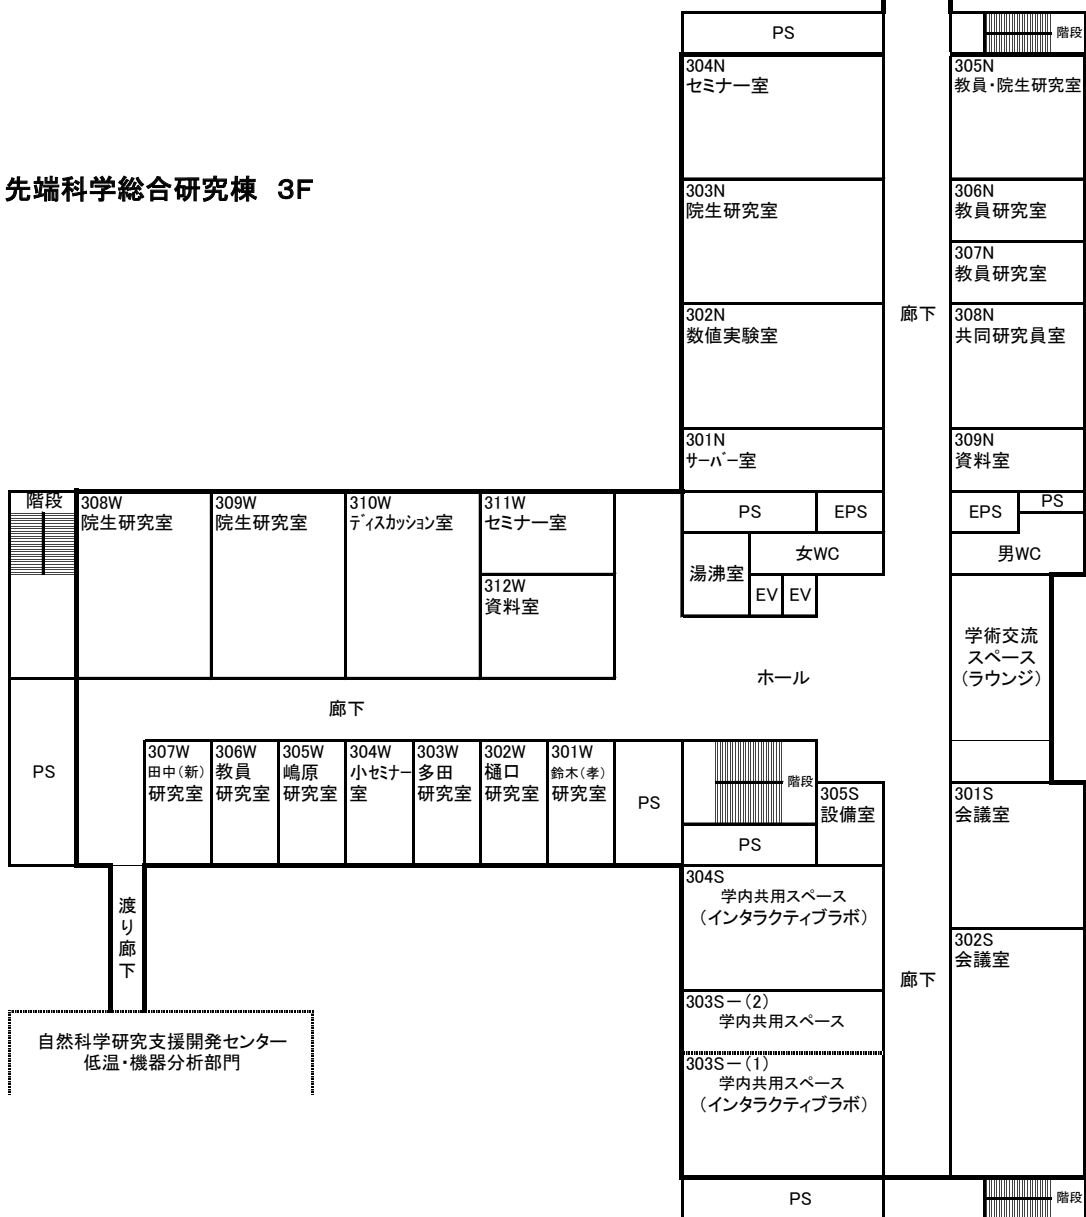 PS
階段
304N
セミナー室
305N
教員・院生研究室
先端科学総合研究棟 3F
303N
院生研究室
306N
教員研究室
307N
教員研究室
302N
数値実験室
廊下
308N
共同研究員室
301N
サーバー室
309N
資料室
階段
308W
院生研究室
309W
院生研究室
310W
ディスカッション室
311W
セミナー室
312W
資料室
PS
EPS
EPS
PS
湯沸室
女WC
男WC
EV
EV
学術交流
スペース
(ラウンジ)
ホール
廊下
PS
307W
田中(新)
研究室
306W
教員
研究室
305W
嶋原
研究室
304W
小セミナー
室
303W
多田
研究室
302W
樋口
研究室
301W
鈴木(孝)
研究室
PS
階段
PS
305S
設備室
301S
会議室
304S
学内共用スペース
(インタラクティブラボ)
302S
会議室
渡り廊下
廊下
303S-(2)
学内共用スペース
303S-(1)
学内共用スペース
(インタラクティブラボ)
自然科学研究支援開発センター
低温・機器分析部門
PS
階段